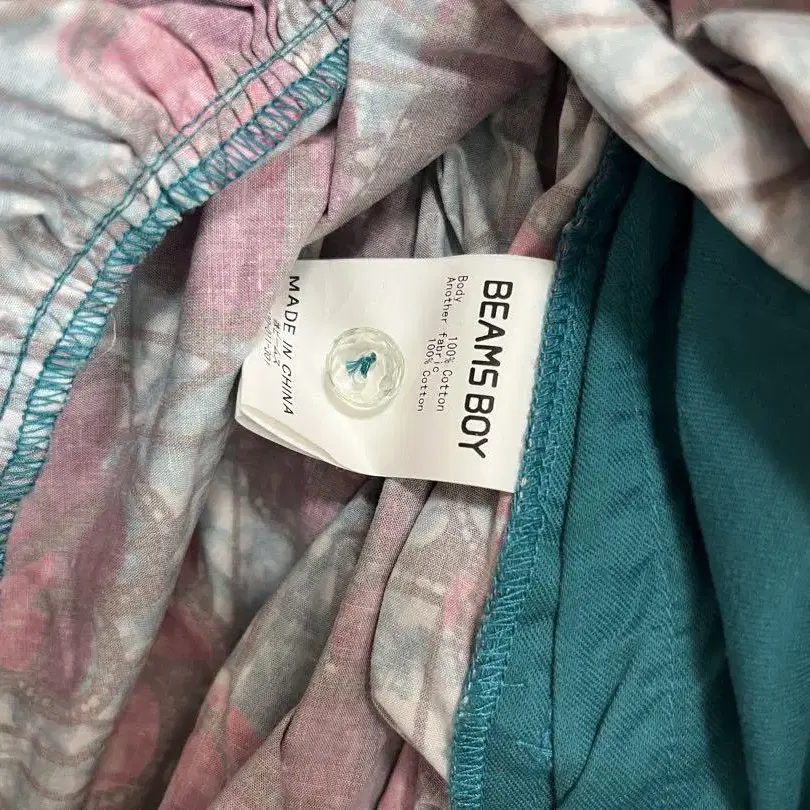 BEAMS BOY
Body 100% Cotton
Another fabric
100% Cotton
MADE IN CHINA